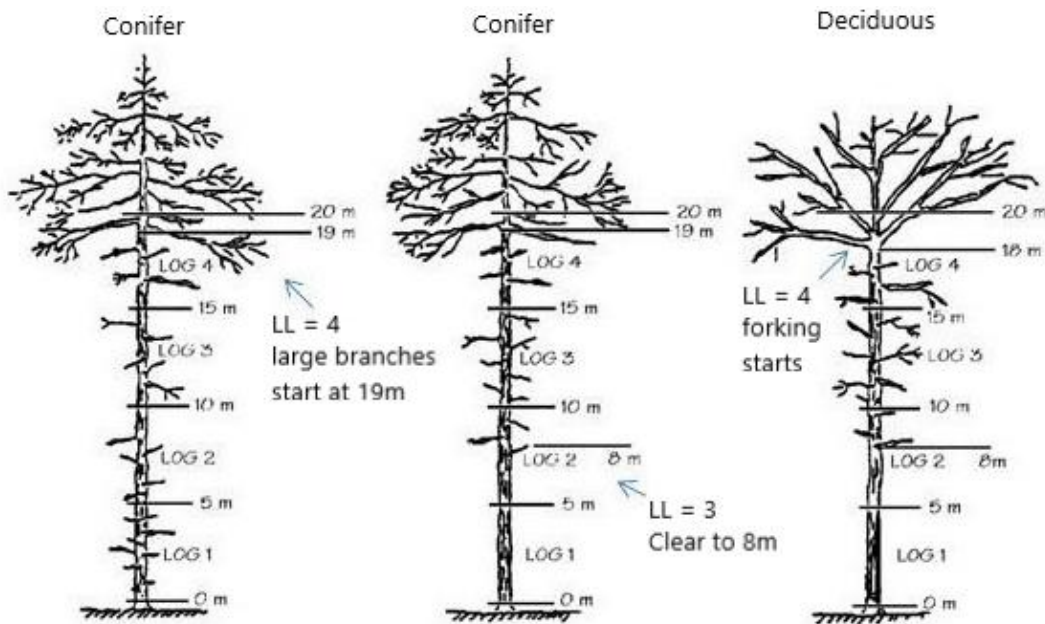 Conifer
20 m
19 m
LOG 4
15 m
LL = 4
large branches
start at 19m
LOG 3
10 m
LOG 2
5 m
LOG 1
0 m
Conifer
20 m
19 m
LOG 4
15 m
LOG 3
10 m
LOG 2
8 m
5 m
LL = 3
Clear to 8m
LOG 1
0 m
Deciduous
20 m
18 m
LOG 4
LL = 4
forking
starts
15 m
LOG 3
10 m
LOG 2
8m
5 m
LOG 1
0 m